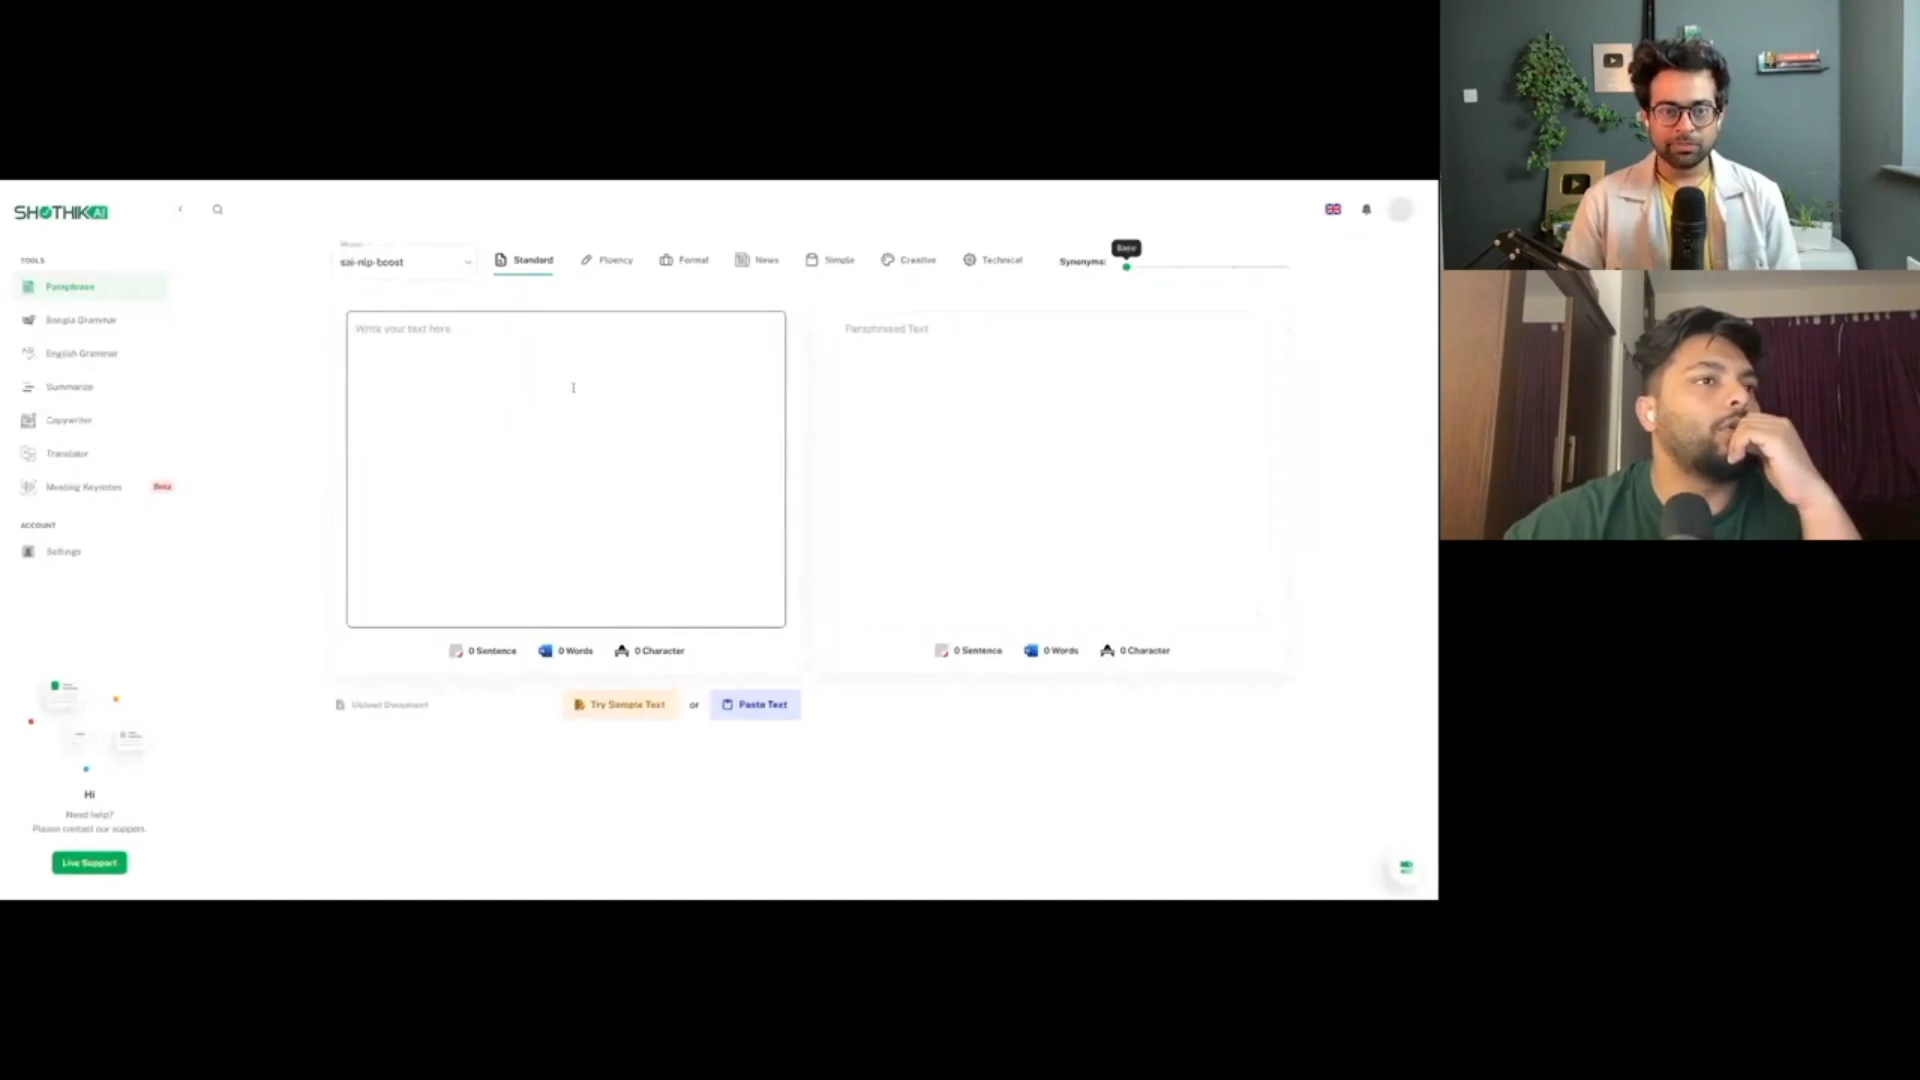 SHOTHIK AI
TOOLS
Paraphrase
Bangla Grammar
English Grammar
Summarize
Copywriter
Translator
Meeting Keynotes Beta
ACCOUNT
Settings
Hi
Need help?
Please contact our support.
Live Support
Model
sai-nlp-boost
Standard Fluency Formal News Simple Creative Technical Synonyms: Basic
Write your text here
Paraphrased Text
0 Sentence 0 Words 0 Character
0 Sentence 0 Words 0 Character
Upload Document Try Sample Text or Paste Text